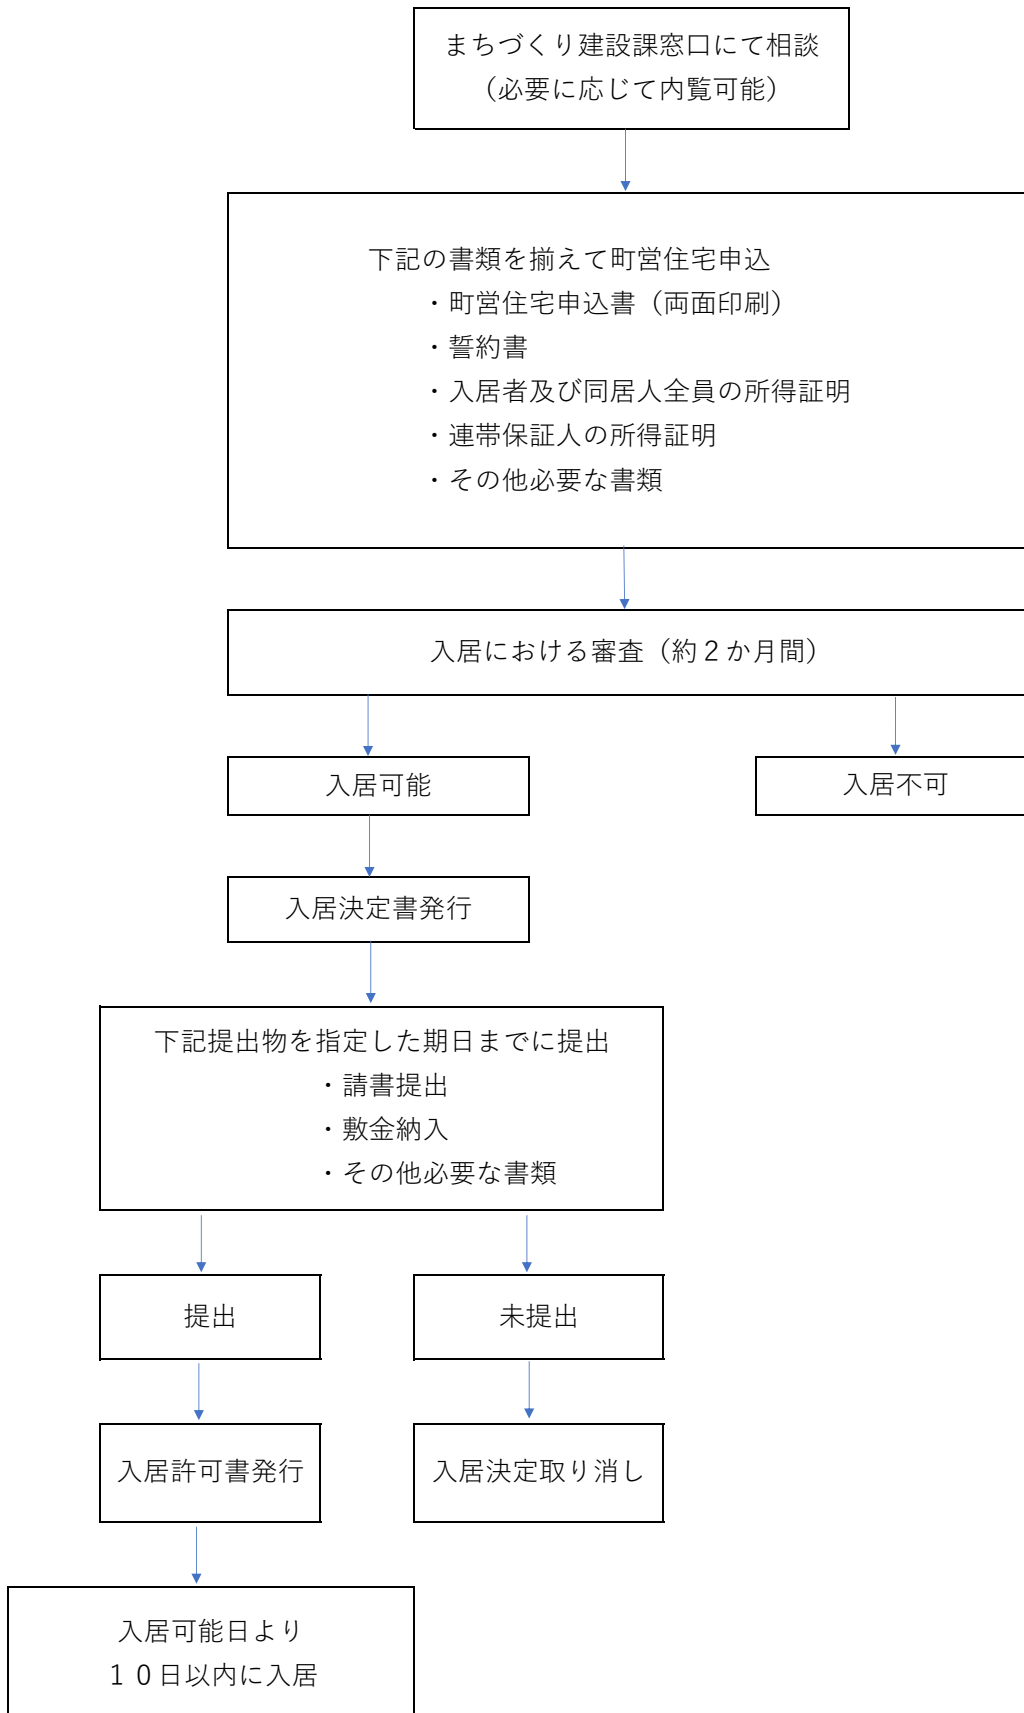 まちづくり建設課窓口にて相談
（必要に応じて内覧可能）
下記の書類を揃えて町営住宅申込
・町営住宅申込書（両面印刷）
・誓約書
・入居者及び同居人全員の所得証明
・連帯保証人の所得証明
・その他必要な書類
入居における審査（約２か月間）
入居可能
入居不可
入居決定書発行
下記提出物を指定した期日までに提出
・請書提出
・敷金納入
・その他必要な書類
提出
未提出
入居許可書発行
入居決定取り消し
入居可能日より
１０日以内に入居